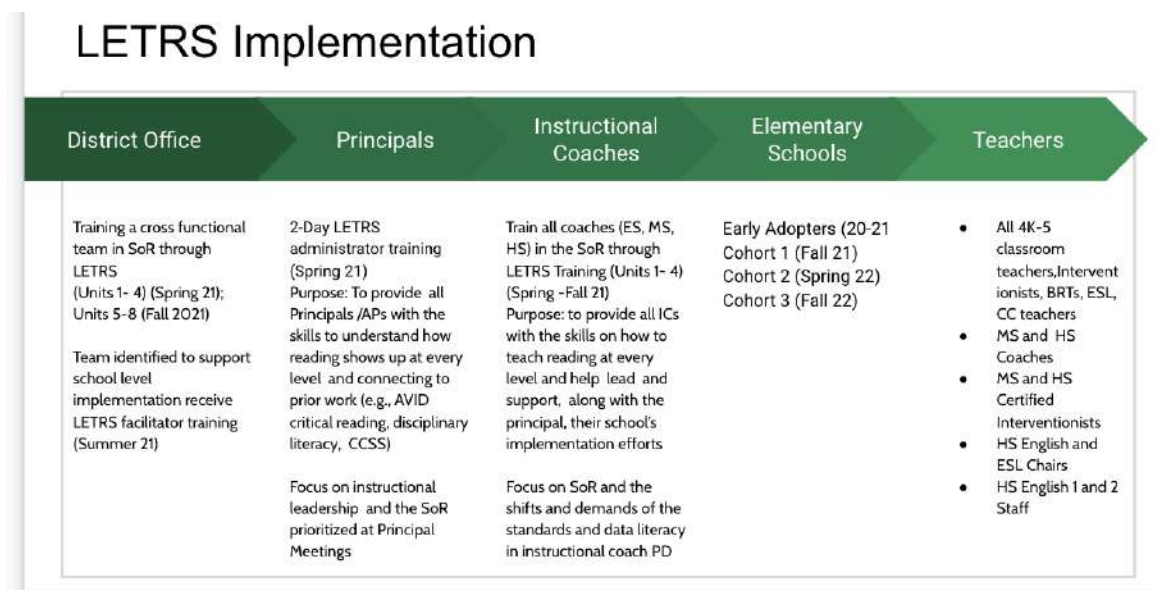 LETRS Implementation
District Office
Principals
Instructional
Coaches
Elementary
Schools
Teachers
Training a cross functional
team in SoR through
LETRS
(Units 1- 4) (Spring 21);
Units 5-8 (Fall 2021)
Team identified to support
school level
implementation receive
LETRS facilitator training
(Summer 21)
2-Day LETRS
administrator training
(Spring 21)
Purpose: To provide all
Principals /APs with the
skills to understand how
reading shows up at every
level and connecting to
prior work (e.g., AVID
critical reading, disciplinary
literacy, CCSS)
Focus on instructional
leadership and the SoR
prioritized at Principal
Meetings
Train all coaches (ES, MS,
HS) in the SoR through
LETRS Training (Units 1- 4)
(Spring -Fall 21)
Purpose: to provide all ICs
with the skills on how to
teach reading at every
level and help lead and
support, along with the
principal, their school's
implementation efforts
Focus on SoR and the
shifts and demands of the
standards and data literacy
in instructional coach PD
Early Adopters (20-21
Cohort 1 (Fall 21)
Cohort 2 (Spring 22)
Cohort 3 (Fall 22)
● All 4K-5
classroom
teachers,Intervent
ionists, BRTs, ESL,
CC teachers
● MS and HS
Coaches
● MS and HS
Certified
Interventionists
● HS English and
ESL Chairs
● HS English 1 and 2
Staff